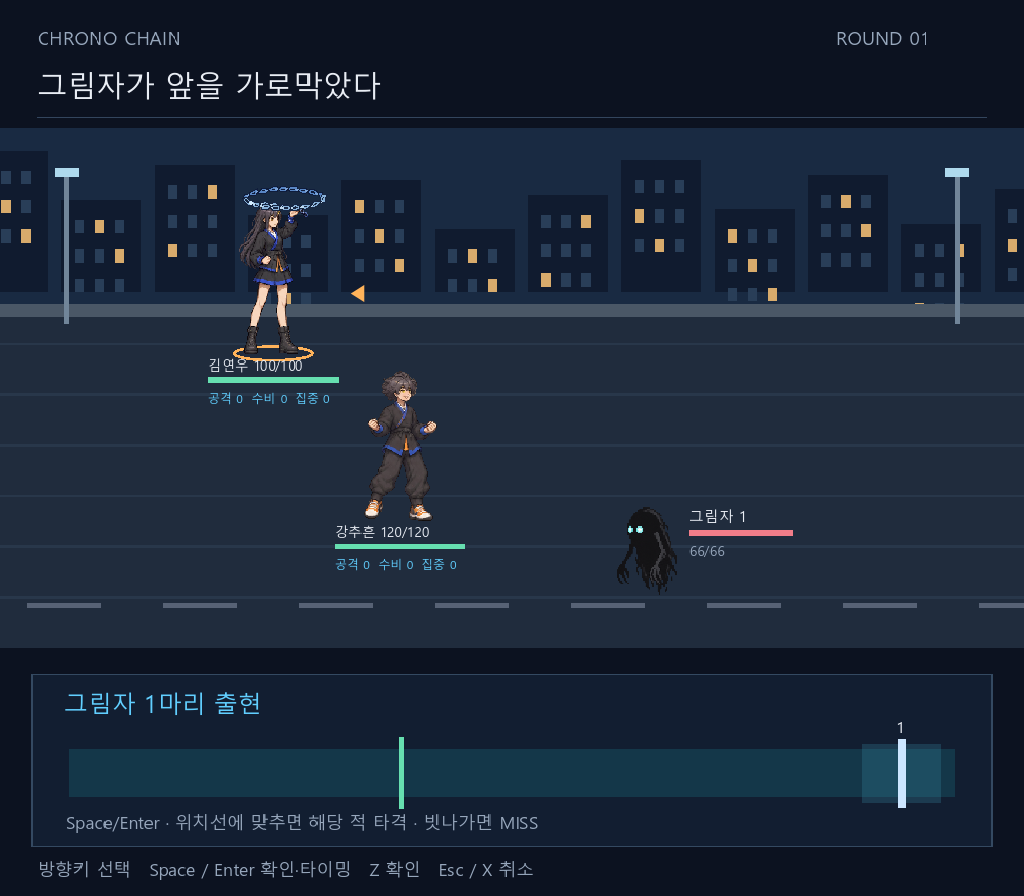 CHRONO CHAIN
ROUND 01
그림자가 앞을 가로막았다
김연우 100/100
공격 0 수비 0 집중 0
강추흔 120/120
공격 0 수비 0 집중 0
그림자 1
66/66
그림자 1마리 출현
1
Space/Enter · 위치선에 맞추면 해당 적 타격 · 빗나가면 MISS
방향키 선택 Space / Enter 확인·타이밍 Z 확인 Esc / X 취소